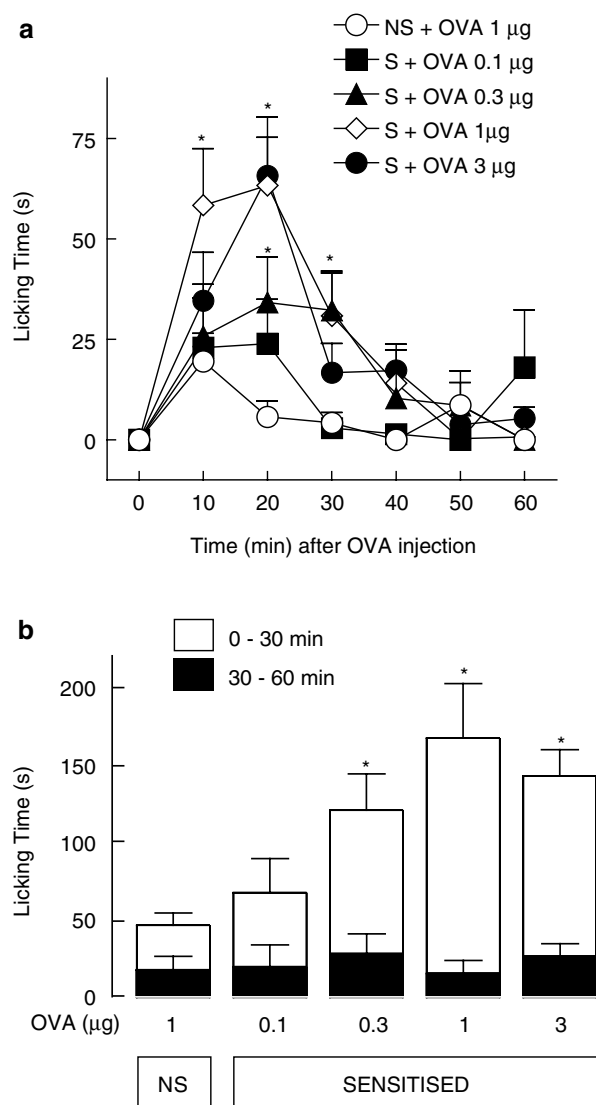 a
NS + OVA 1 μg
S + OVA 0.1 μg
S + OVA 0.3 μg
S + OVA 1μg
S + OVA 3 μg
*
*
*
*
75
50
25
0
Licking Time (s)
0 10 20 30 40 50 60
Time (min) after OVA injection
b
0 - 30 min
30 - 60 min
*
*
*
200
150
100
50
0
Licking Time (s)
OVA (μg) 1 0.1 0.3 1 3
NS SENSITISED